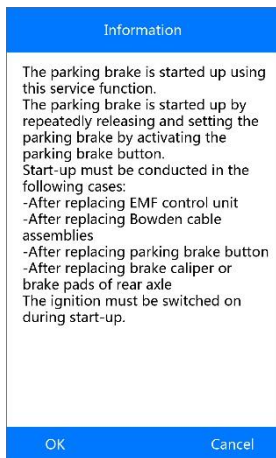 Information
The parking brake is started up using
this service function.
The parking brake is started up by
repeatedly releasing and setting the
parking brake by activating the
parking brake button.
Start-up must be conducted in the
following cases:
-After replacing EMF control unit
-After replacing Bowden cable
assemblies
-After replacing parking brake button
-After replacing brake caliper or
brake pads of rear axle
The ignition must be switched on
during start-up.
OK
Cancel